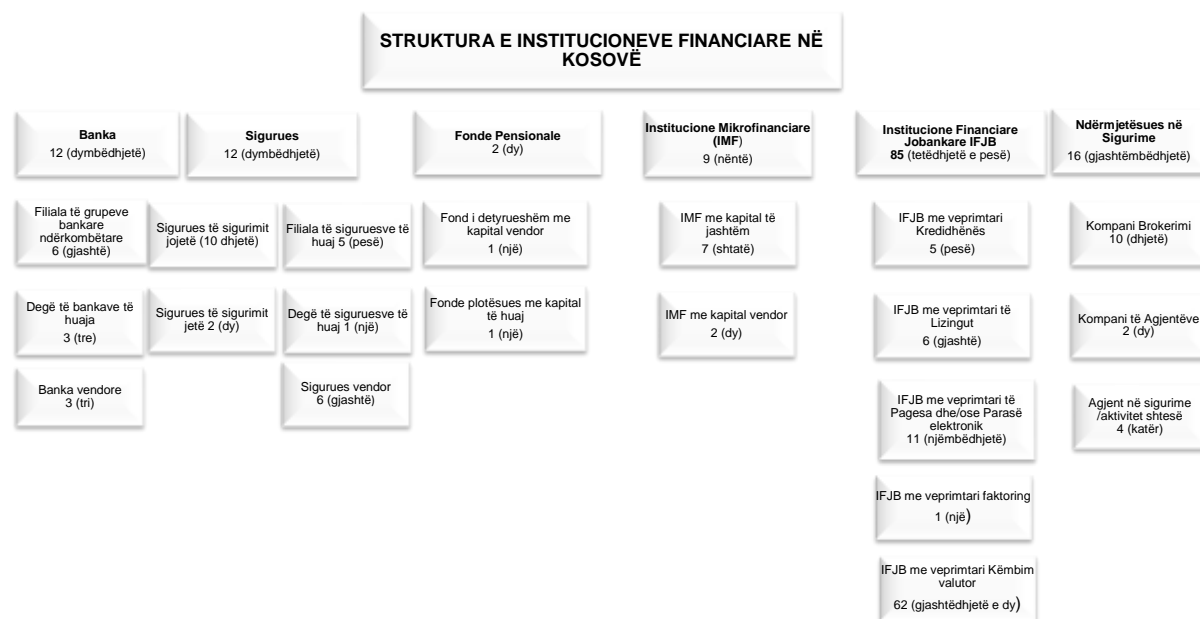 STRUKTURA E INSTITUCIONEVE FINANCIARE NË
KOSOVË
Banka
12 (dymbëdhjetë)
Filiala të grupeve
bankare
ndërkombëtare
6 (gjashtë)
Degë të bankave të
huaja
3 (tre)
Banka vendore
3 (tri)
Sigurues
12 (dymbëdhjetë)
Sigurues të sigurimit
jojetë (10 dhjetë)
Sigurues të sigurimit
jetë 2 (dy)
Filiala të siguruesve të
huaj 5 (pesë)
Degë të siguruesve të
huaj 1 (një)
Sigurues vendor
6 (gjashtë)
Fonde Pensionale
2 (dy)
Fond i detyrueshëm me
kapital vendor
1 (një)
Fonde plotësues me kapital
të huaj
1 (një)
Institucione Mikrofinanciare
(IMF)
9 (nëntë)
IMF me kapital të
jashtëm
7 (shtatë)
IMF me kapital vendor
2 (dy)
Institucione Financiare
Jobankare IFJB
85 (tetëdhjetë e pesë)
IFJB me veprimtari
Kredidhënës
5 (pesë)
IFJB me veprimtari të
Lizingut
6 (gjashtë)
IFJB me veprimtari të
Pagesa dhe/ose Parasë
elektronik
11 (njëmbëdhjetë)
IFJB me veprimtari faktoring
1 (një)
IFJB me veprimtari Këmbim
valutor
62 (gjashtëdhjetë e dy)
Ndërmjetësues në
Sigurime
16 (gjashtëmbëdhjetë)
Kompani Brokerimi
10 (dhjetë)
Kompani të Agjentëve
2 (dy)
Agjent në sigurime
/aktivitet shtesë
4 (katër)